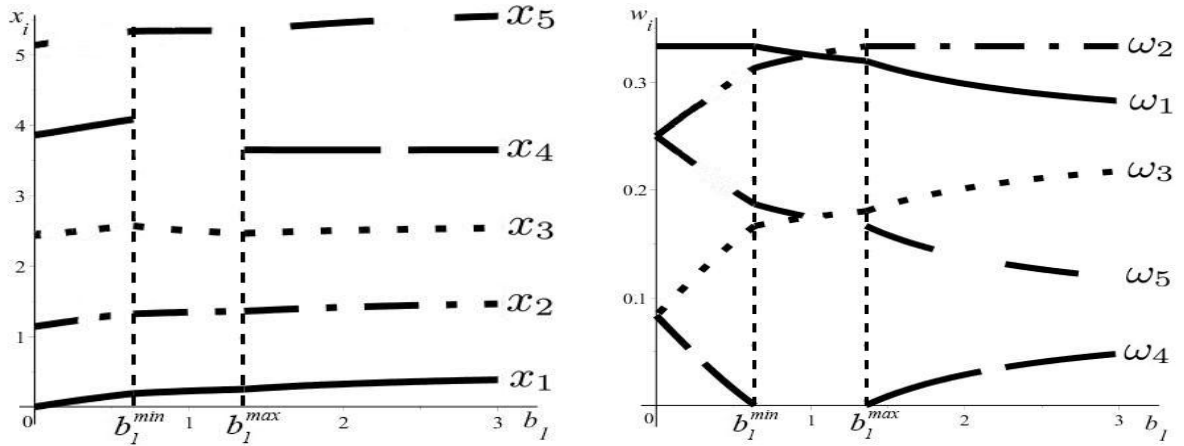 x_i
5
4
3
2
1
0
b_1^{min}
1
b_1^{max}
2
3
b_1
x_5
x_4
x_3
x_2
x_1
w_i
0.3
0.2
0.1
0
b_1^{min}
1
b_1^{max}
2
3
b_1
ω_2
ω_1
ω_3
ω_5
ω_4